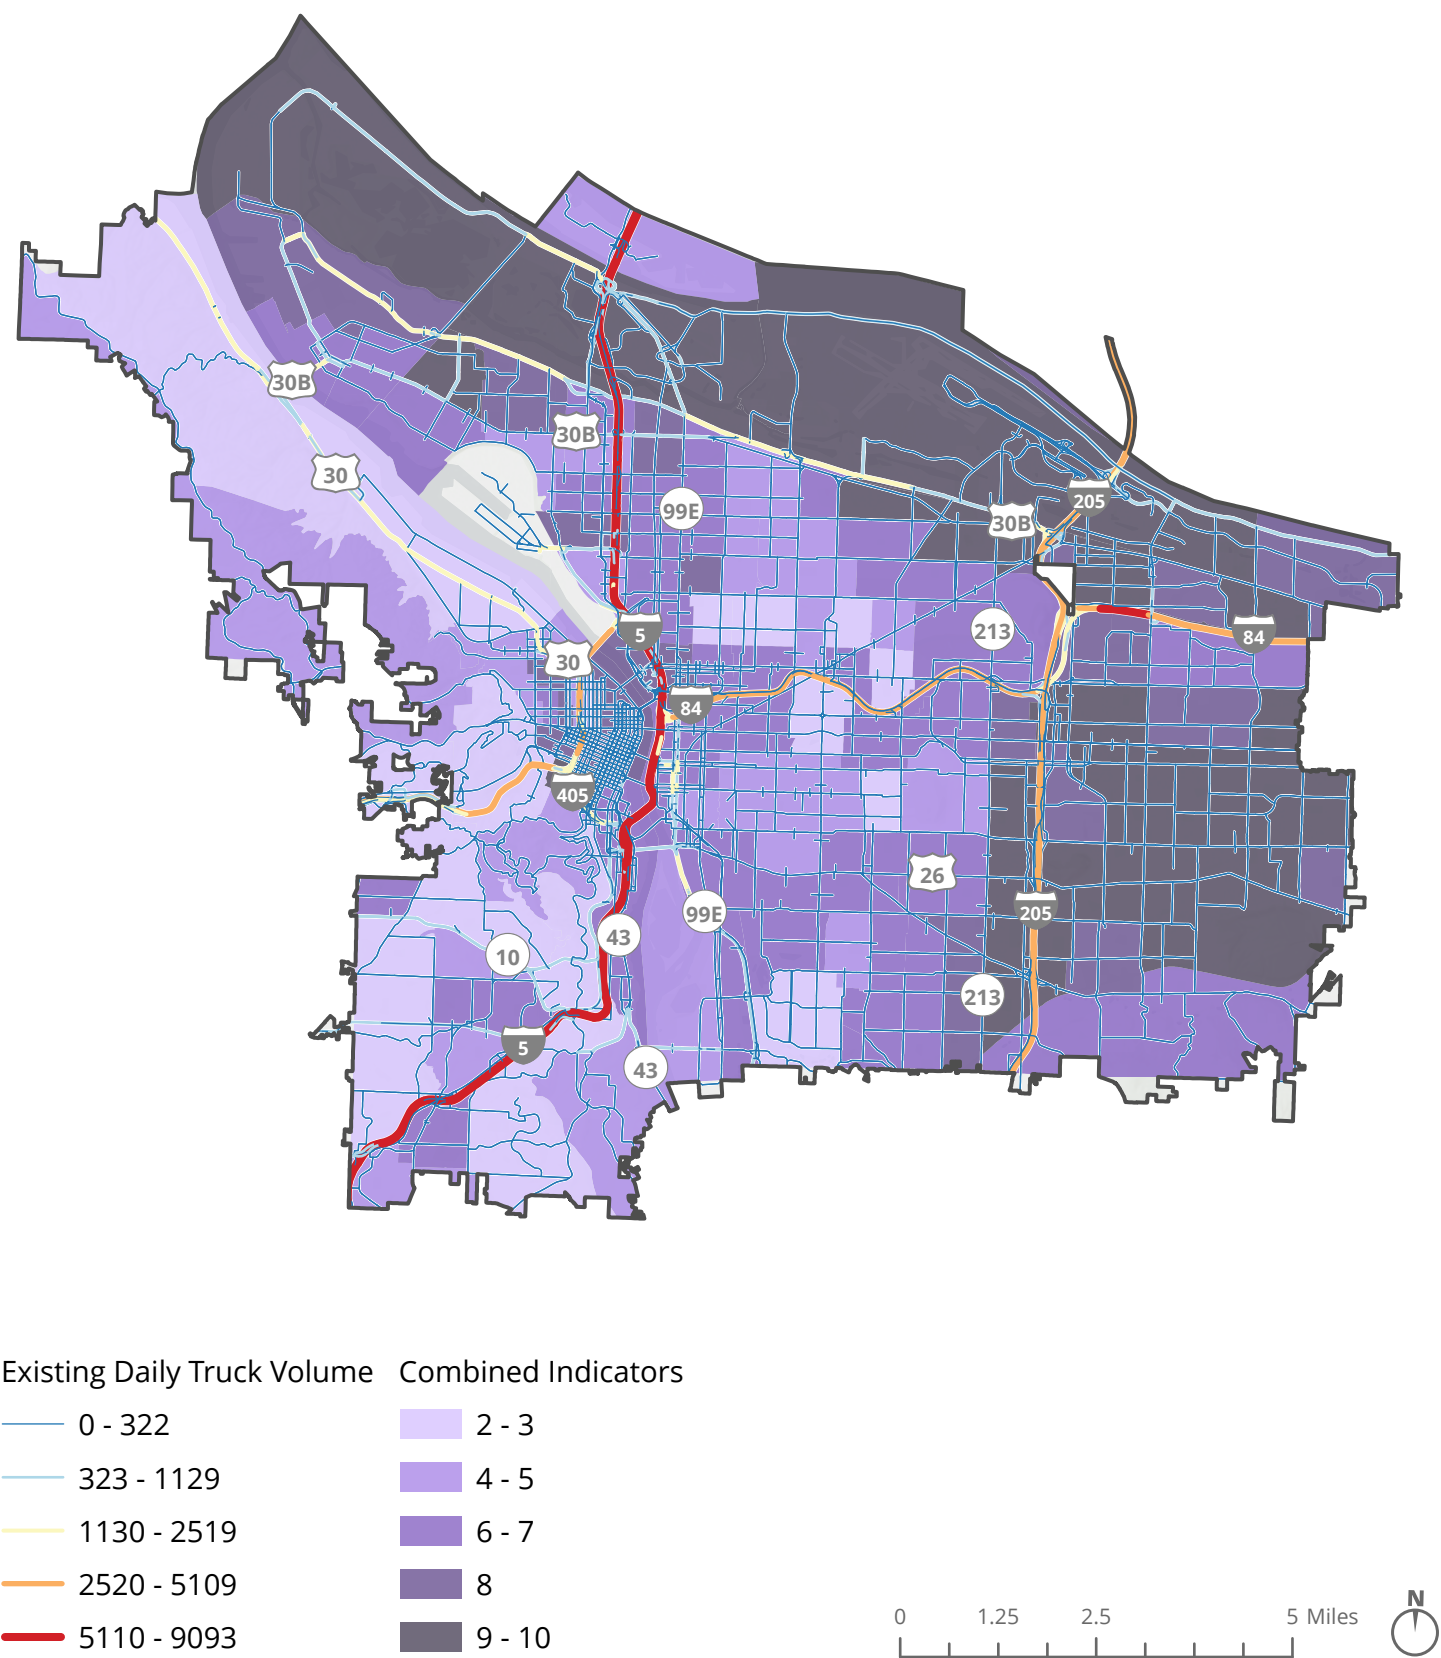 30B
30B
30
99E
205
30B
5
213
84
30
84
405
26
205
99E
43
10
213
5
43
Existing Daily Truck Volume
0 - 322
323 - 1129
1130 - 2519
2520 - 5109
5110 - 9093
Combined Indicators
2 - 3
4 - 5
6 - 7
8
9 - 10
0 1.25 2.5 5 Miles
N